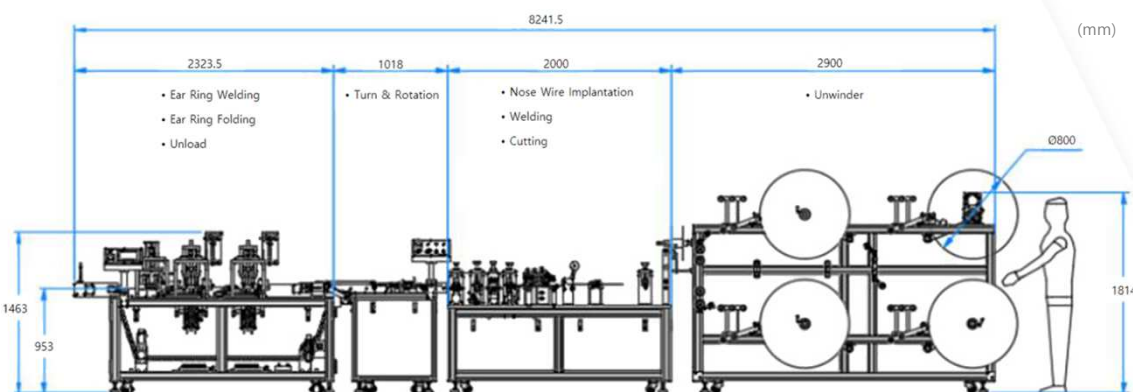 8241.5
(mm)
2323.5
1018
2000
2900
• Ear Ring Welding
• Ear Ring Folding
• Unload
• Turn & Rotation
• Nose Wire Implantation
• Welding
• Cutting
• Unwinder
Ø800
1463
953
1814